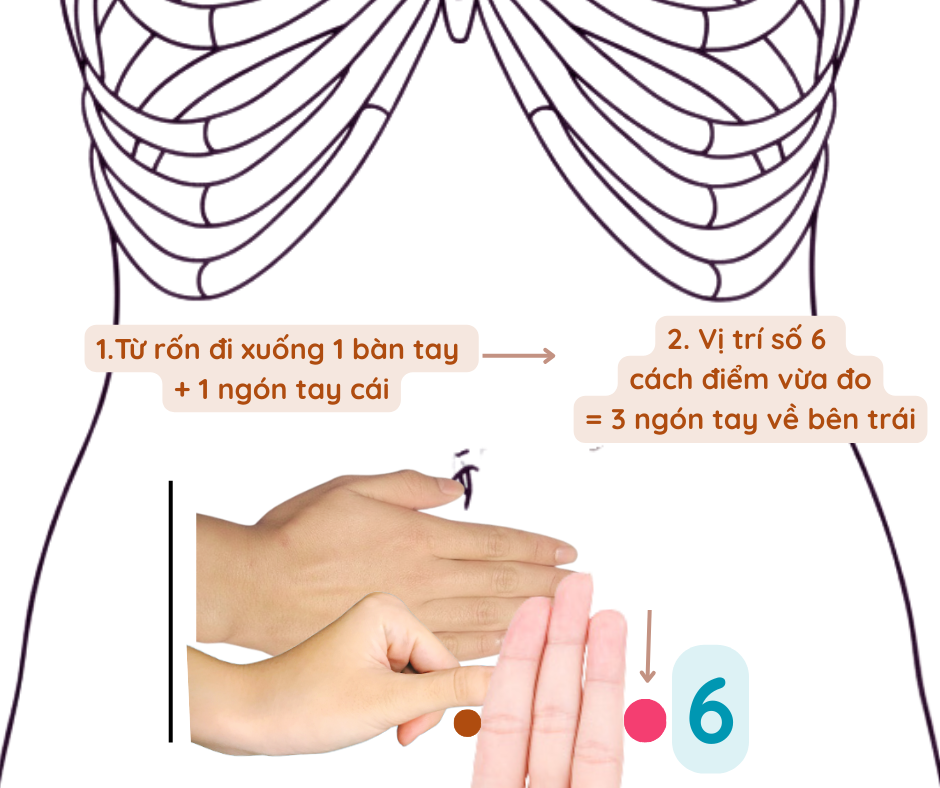 1.Từ rốn đi xuống 1 bàn tay
+ 1 ngón tay cái
2. Vị trí số 6
cách điểm vừa đo
= 3 ngón tay về bên trái
6